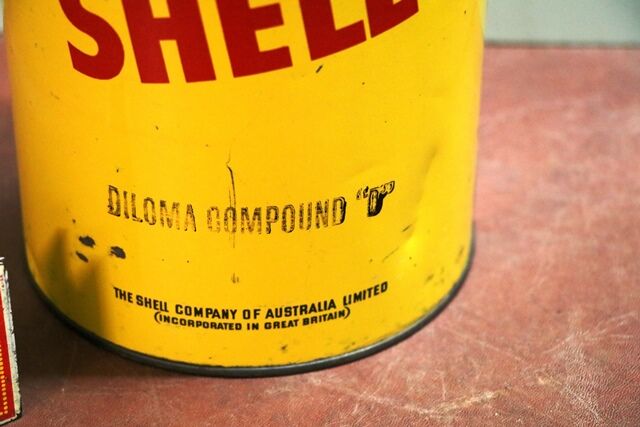 SHELL
DILOMA COMPOUND "D"
THE SHELL COMPANY OF AUSTRALIA LIMITED
(INCORPORATED IN GREAT BRITAIN)